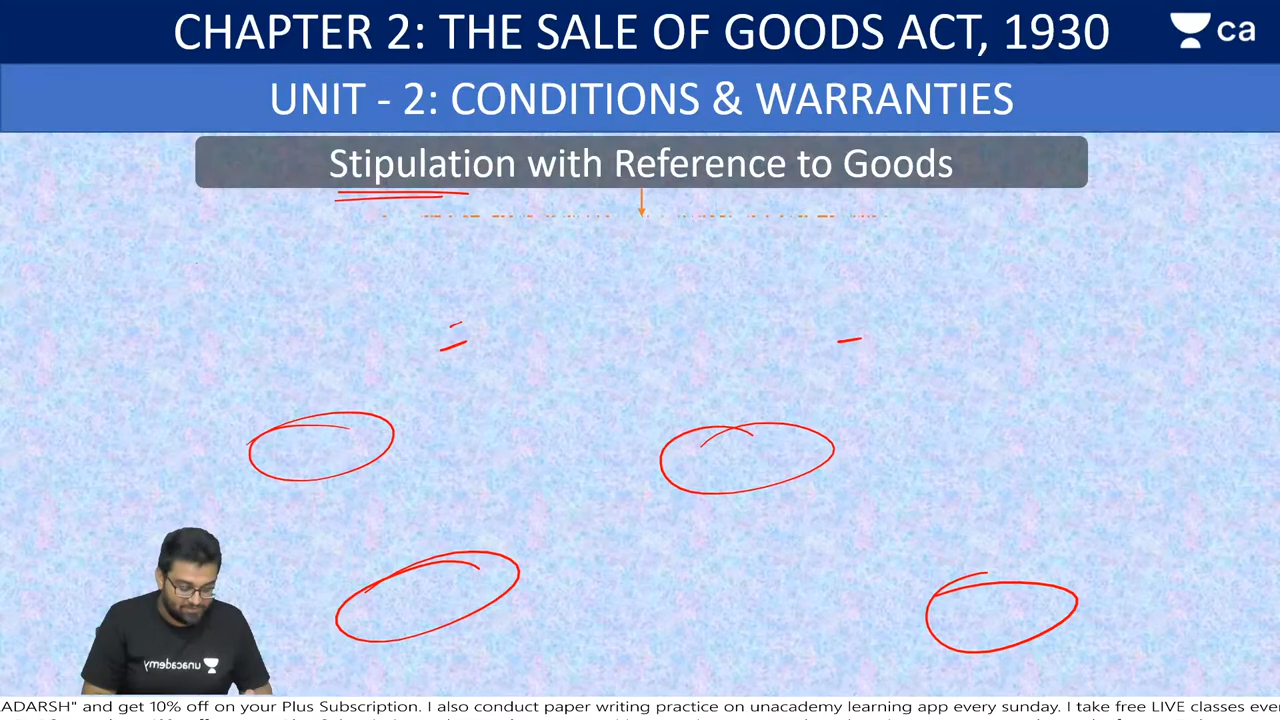 CHAPTER 2: THE SALE OF GOODS ACT, 1930
ca
UNIT - 2: CONDITIONS & WARRANTIES
Stipulation with Reference to Goods
unacademy
ADARSH" and get 10% off on your Plus Subscription. I also conduct paper writing practice on unacademy learning app every sunday. I take free LIVE classes ever